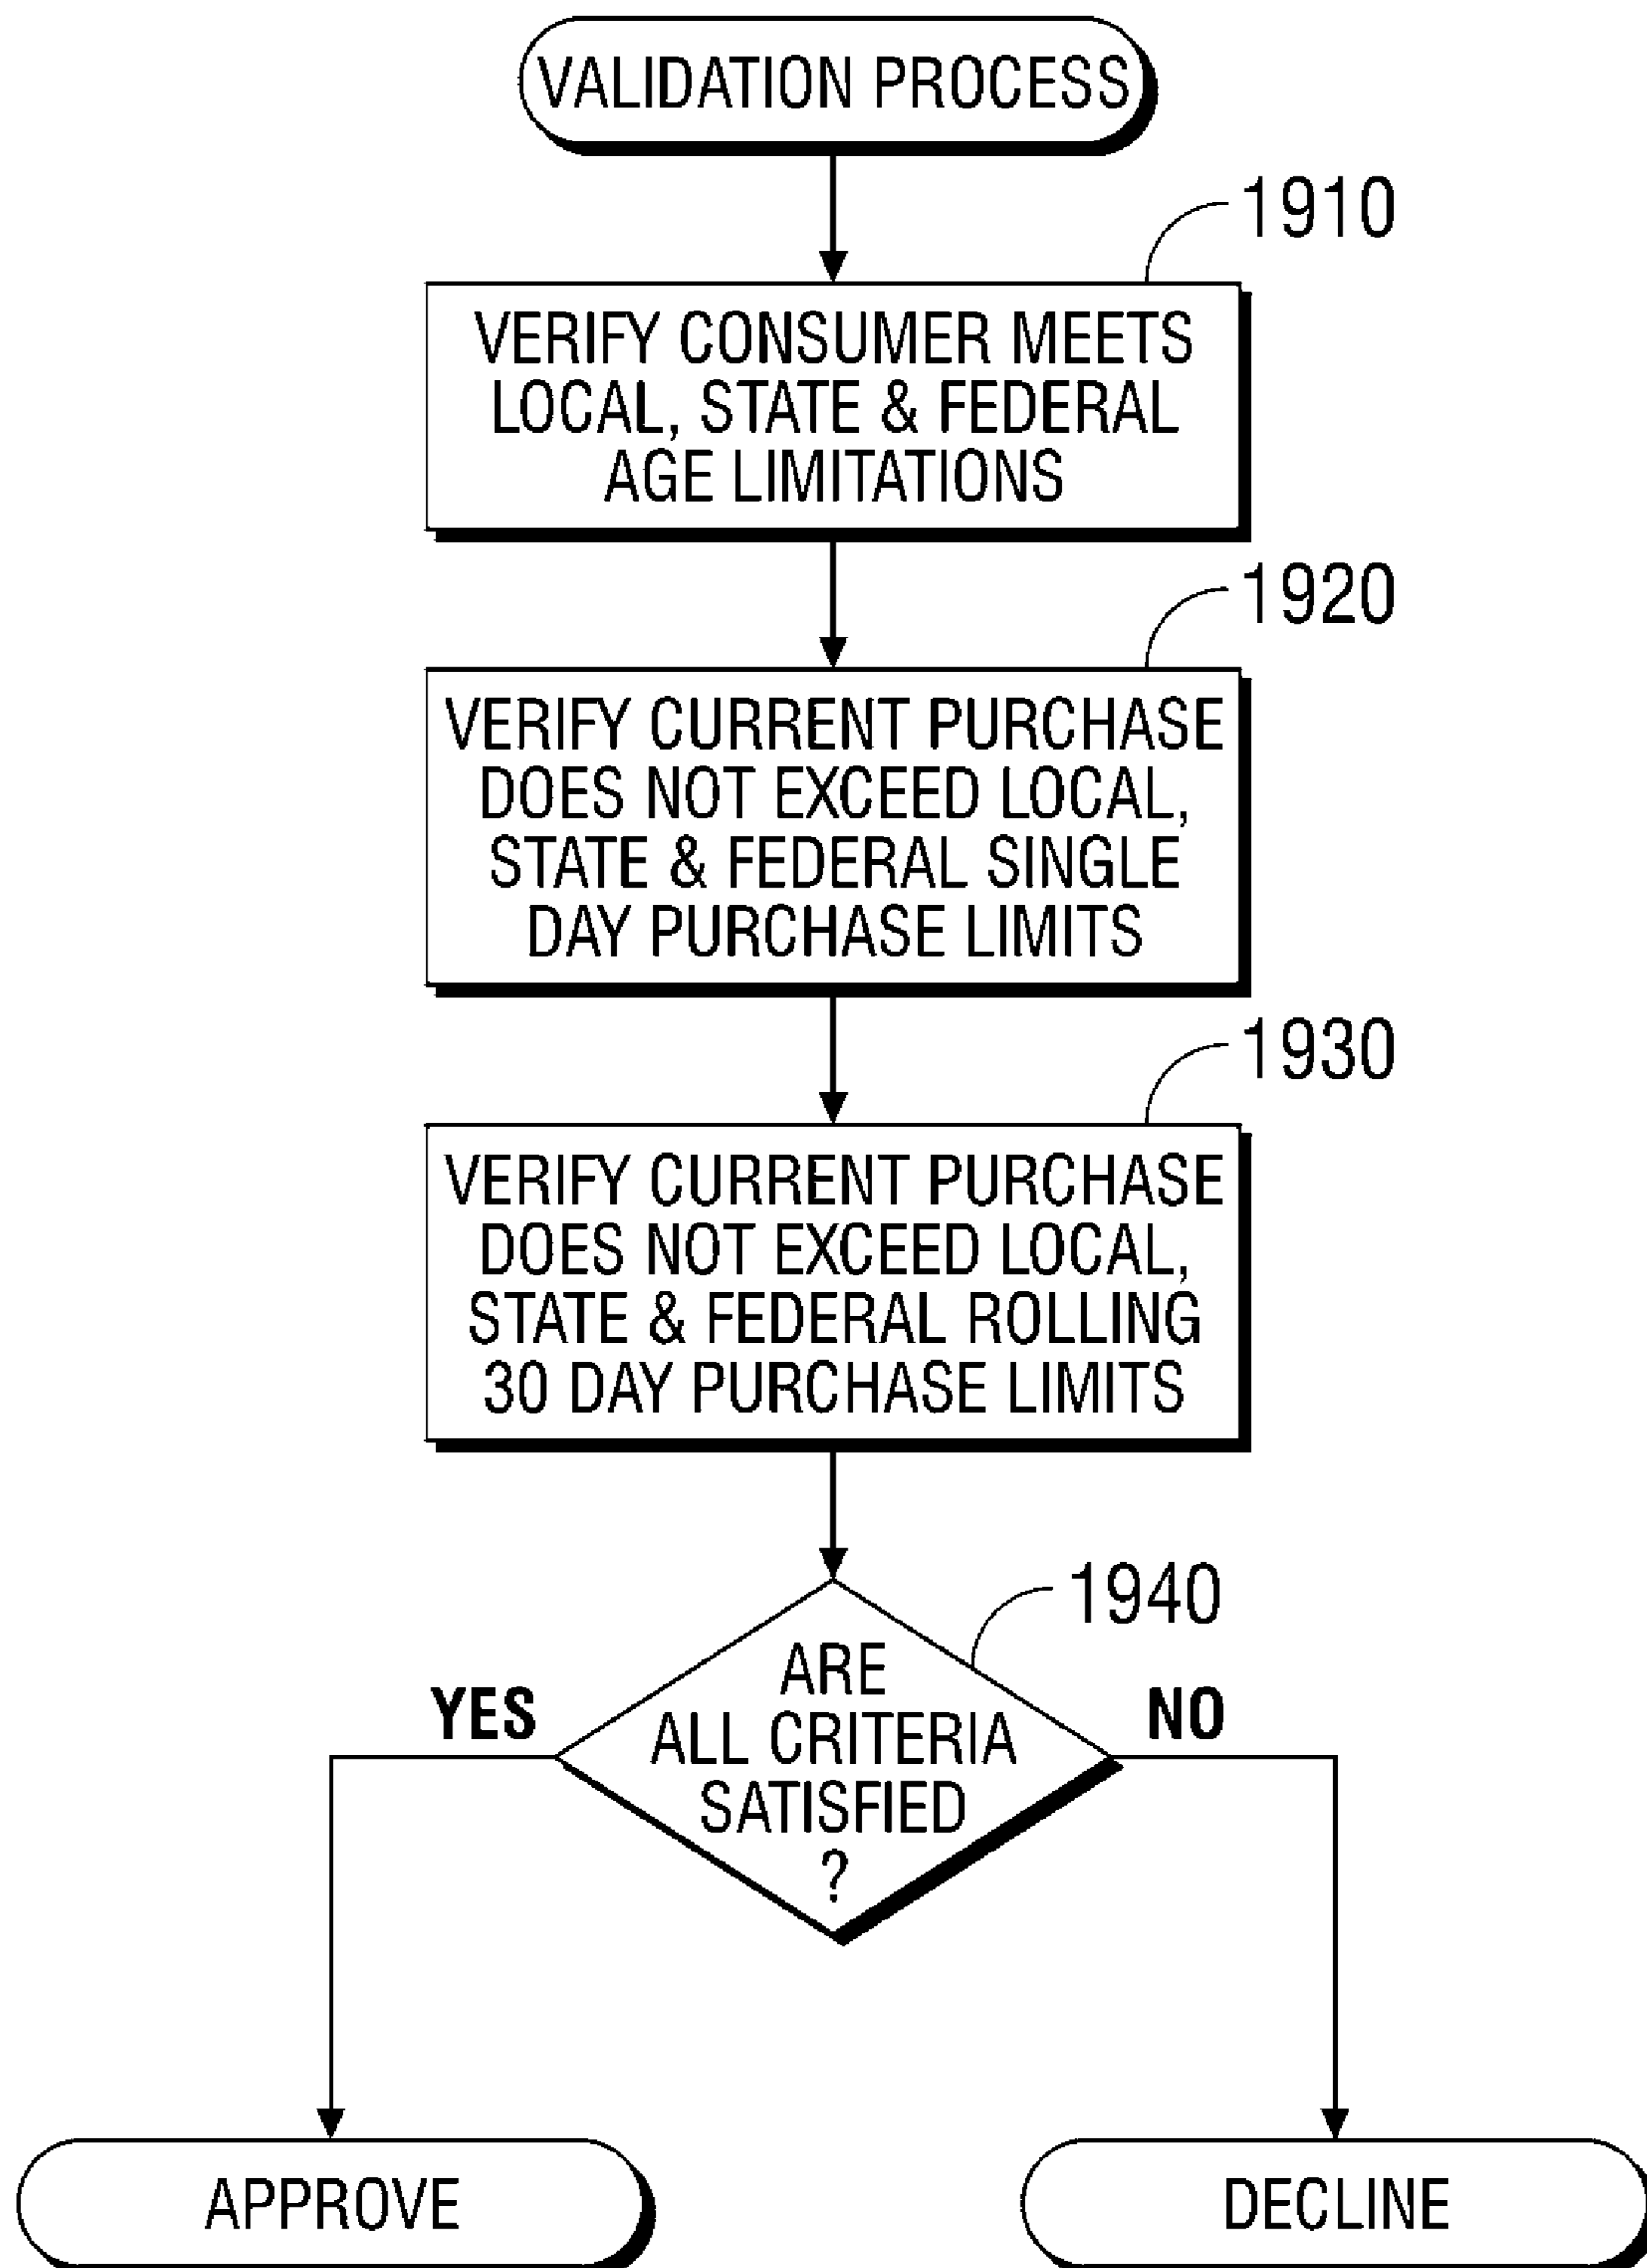 VALIDATION PROCESS
1910
VERIFY CONSUMER MEETS
LOCAL, STATE & FEDERAL
AGE LIMITATIONS
1920
VERIFY CURRENT PURCHASE
DOES NOT EXCEED LOCAL,
STATE & FEDERAL SINGLE
DAY PURCHASE LIMITS
1930
VERIFY CURRENT PURCHASE
DOES NOT EXCEED LOCAL,
STATE & FEDERAL ROLLING
30 DAY PURCHASE LIMITS
1940
ARE
ALL CRITERIA
SATISFIED
?
YES
NO
APPROVE
DECLINE